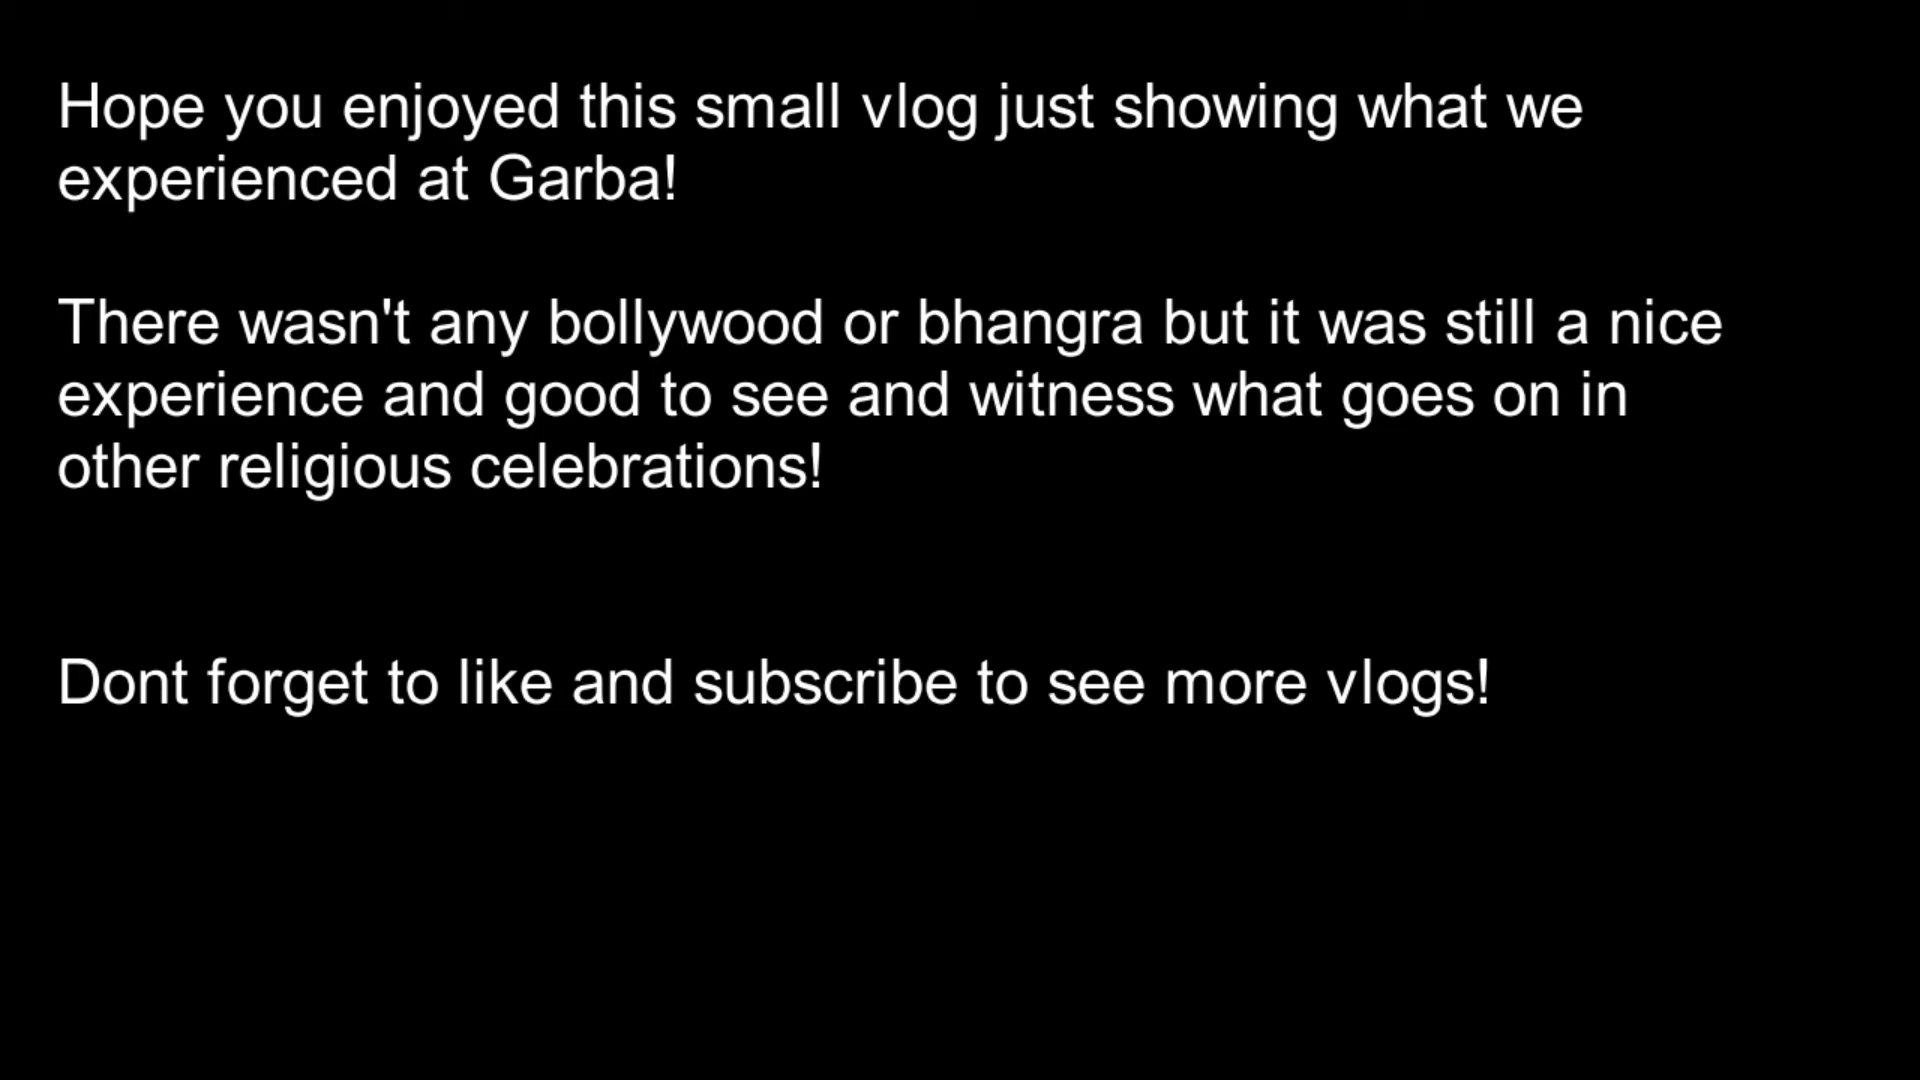 Hope you enjoyed this small vlog just showing what we
experienced at Garba!
There wasn't any bollywood or bhangra but it was still a nice
experience and good to see and witness what goes on in
other religious celebrations!
Dont forget to like and subscribe to see more vlogs!